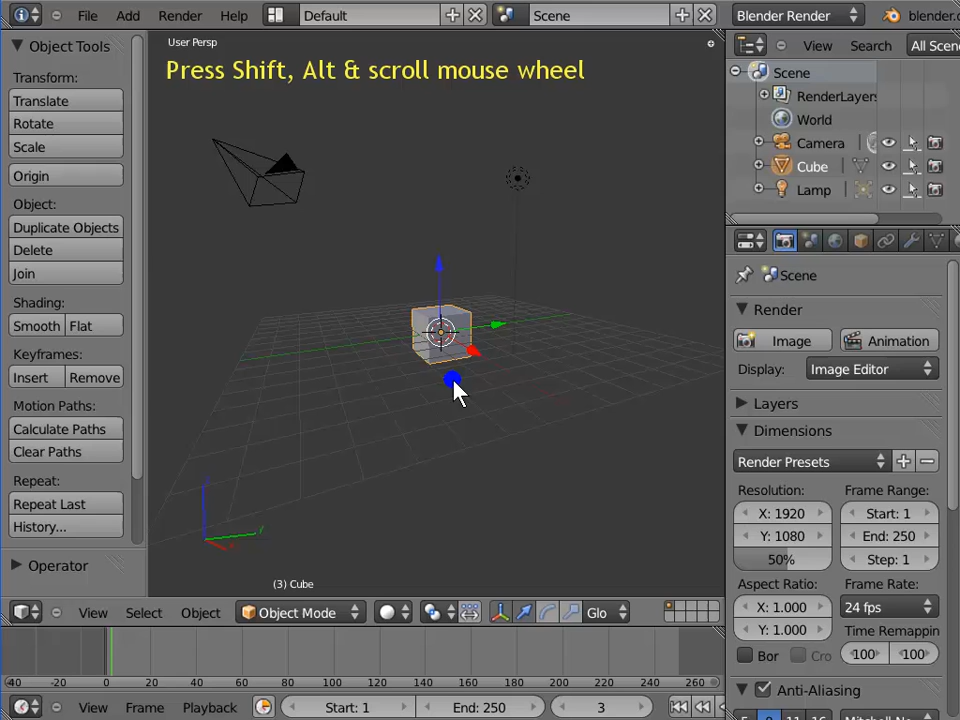 File Add Render Help Default Scene Blender Render
User Persp
Press Shift, Alt & scroll mouse wheel
Object Tools
Transform:
Translate
Rotate
Scale
Origin
Object:
Duplicate Objects
Delete
Join
Shading:
Smooth Flat
Keyframes:
Insert Remove
Motion Paths:
Calculate Paths
Clear Paths
Repeat:
Repeat Last
History...
Operator
(3) Cube
View Select Object Object Mode Glo
-40 -20 0 20 40 60 80 100 120 140 160 180 200 220 240 260
View Frame Playback Start: 1 End: 250 3
View Search All Scen
Scene
RenderLayers
World
Camera
Cube
Lamp
Scene
Render
Image Animation
Display: Image Editor
Layers
Dimensions
Render Presets
Resolution: Frame Range:
X: 1920 Start: 1
Y: 1080 End: 250
50% Step: 1
Aspect Ratio: Frame Rate:
X: 1.000 24 fps
Y: 1.000 Time Remappin
Bor Cro 100 100
Anti-Aliasing